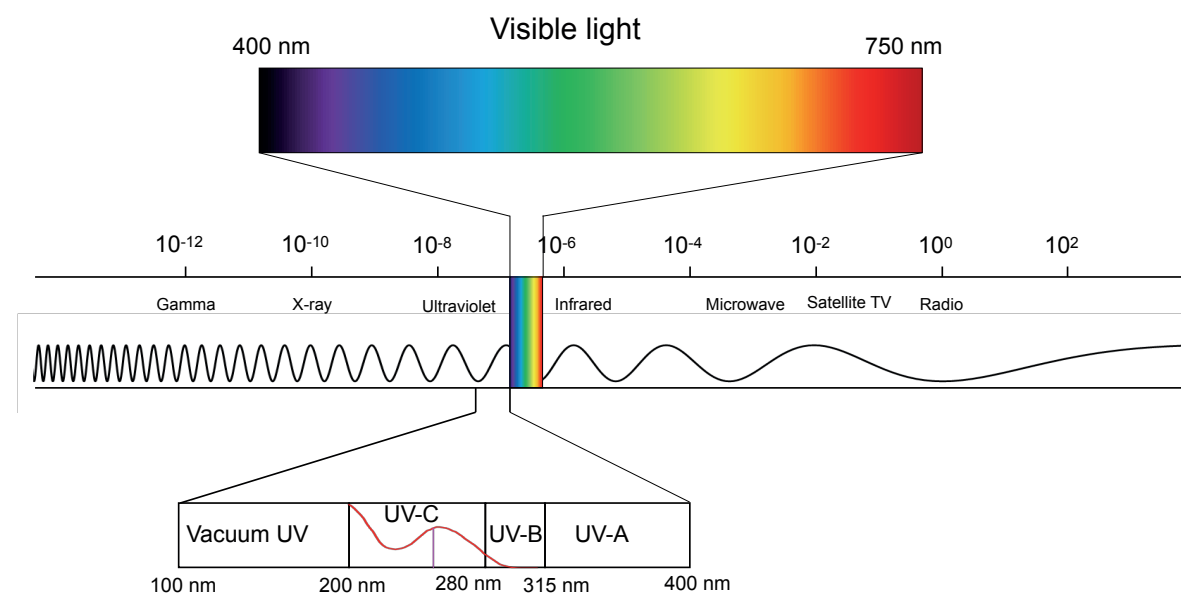 Visible light
400 nm 750 nm
10-12 10-10 10-8 10-6 10-4 10-2 100 102
Gamma X-ray Ultraviolet Infrared Microwave Satellite TV Radio
Vacuum UV UV-C UV-B UV-A
100 nm 200 nm 280 nm 315 nm 400 nm